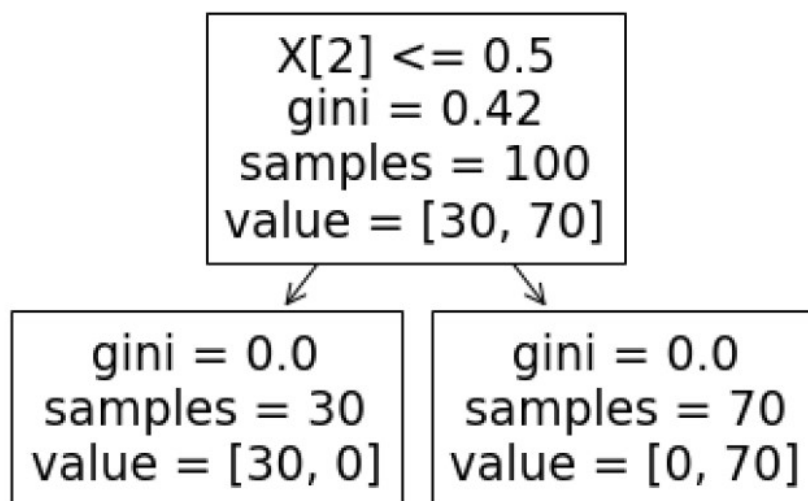 X[2] <= 0.5
gini = 0.42
samples = 100
value = [30, 70]
gini = 0.0
samples = 30
value = [30, 0]
gini = 0.0
samples = 70
value = [0, 70]